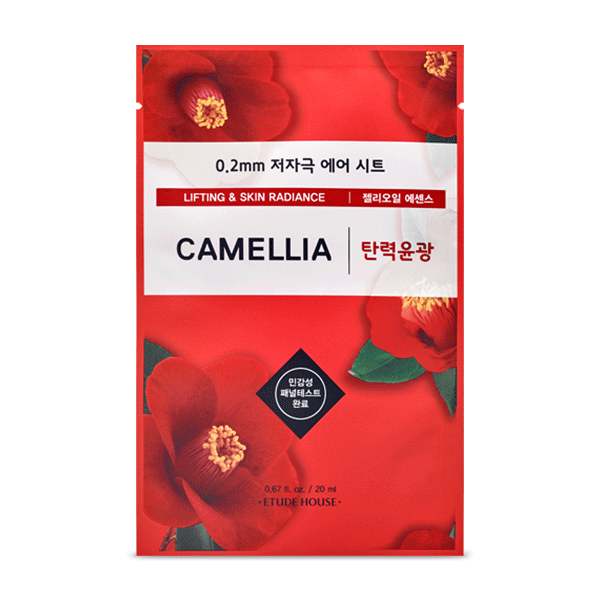 0.2mm 저자극 에어 시트
LIFTING & SKIN RADIANCE | 젤리오일 에센스
CAMELLIA | 탄력윤광
민감성
패널테스트
완료
0.67 fl. oz. / 20 ml
·ETUDE HOUSE·